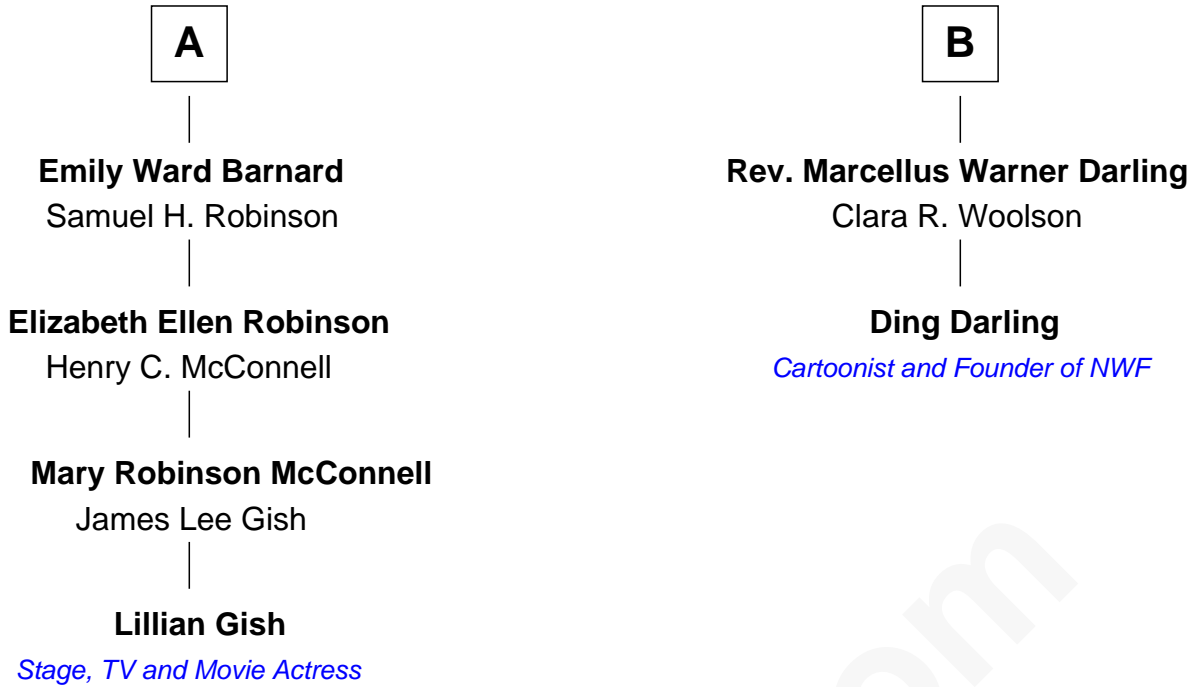 A
Emily Ward Barnard
Samuel H. Robinson
Elizabeth Ellen Robinson
Henry C. McConnell
Mary Robinson McConnell
James Lee Gish
Lillian Gish
Stage, TV and Movie Actress
B
Rev. Marcellus Warner Darling
Clara R. Woolson
Ding Darling
Cartoonist and Founder of NWF
om